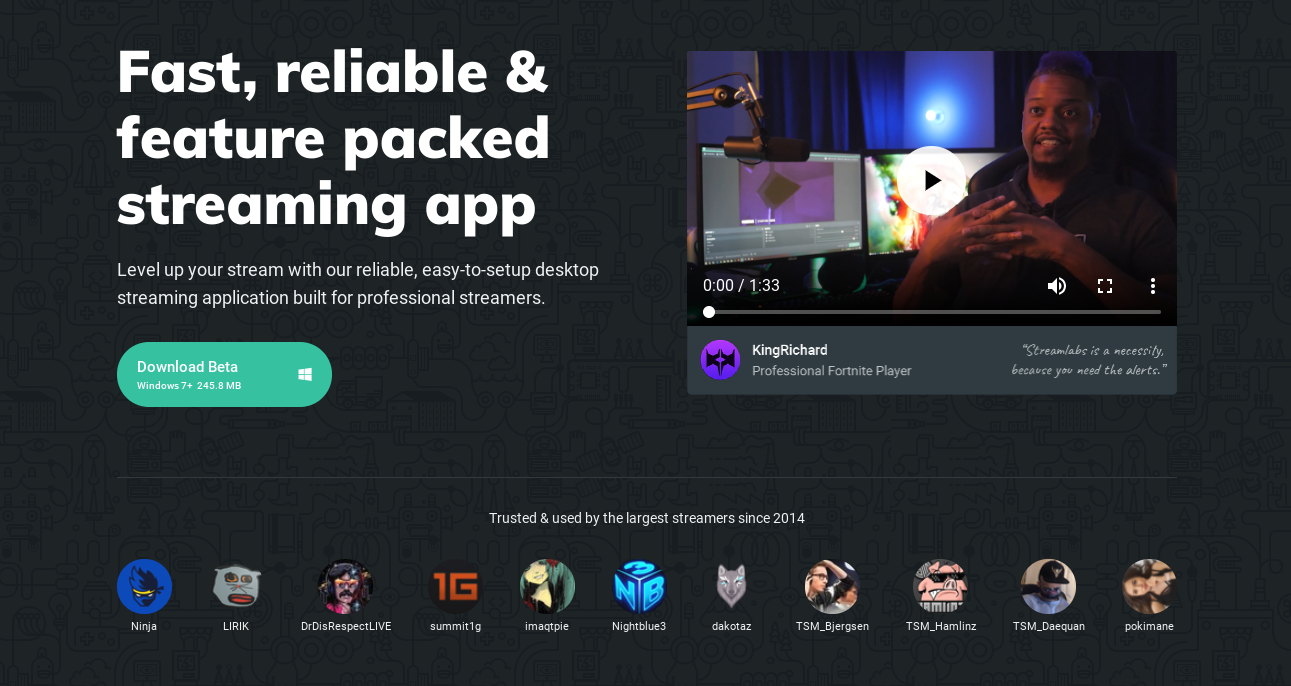 Fast, reliable &
feature packed
streaming app
Level up your stream with our reliable, easy-to-setup desktop
streaming application built for professional streamers.
Download Beta
Windows 7+ 245.8 MB
0:00 / 1:33
KingRichard
Professional Fortnite Player
“Streamlabs is a necessity,
because you need the alerts.”
Trusted & used by the largest streamers since 2014
1G
3
NB
Ninja
LIRIK
DrDisRespectLIVE
summit1g
imaqtpie
Nightblue3
dakotaz
TSM_Bjergsen
TSM_Hamlinz
TSM_Daequan
pokimane